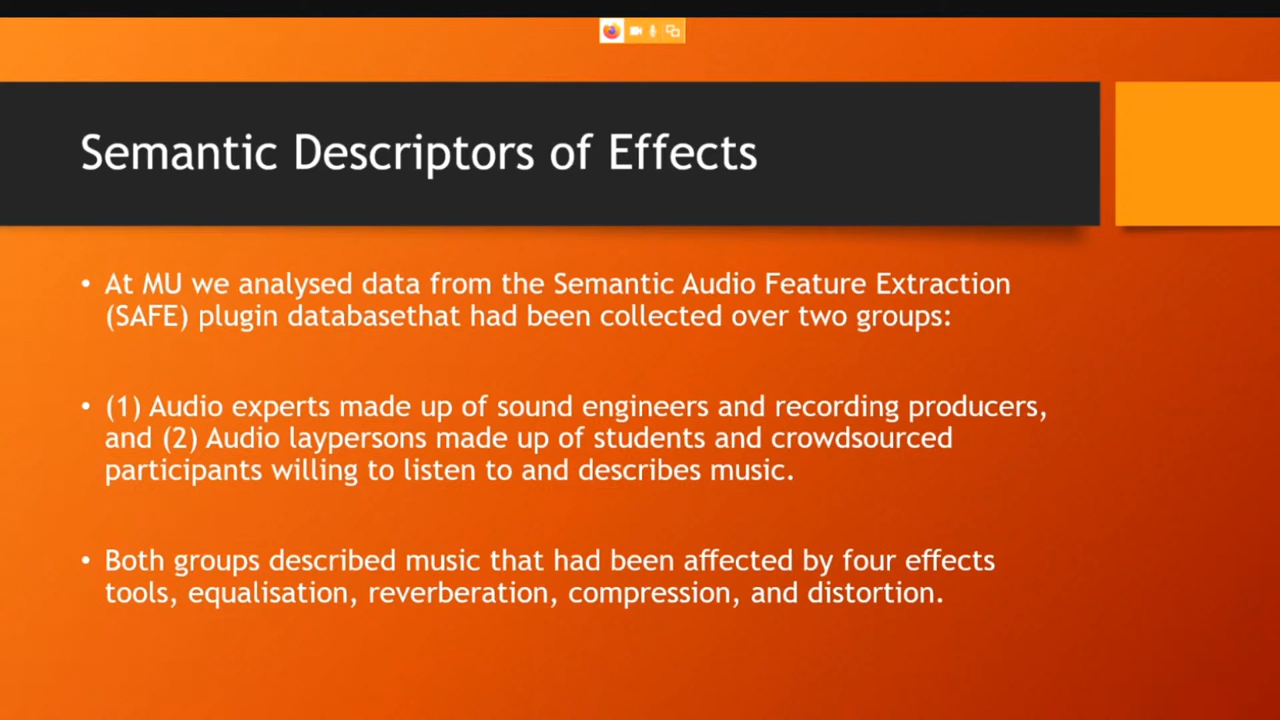 Semantic Descriptors of Effects
• At MU we analysed data from the Semantic Audio Feature Extraction
(SAFE) plugin databasethat had been collected over two groups:
• (1) Audio experts made up of sound engineers and recording producers,
and (2) Audio laypersons made up of students and crowdsourced
participants willing to listen to and describes music.
• Both groups described music that had been affected by four effects
tools, equalisation, reverberation, compression, and distortion.